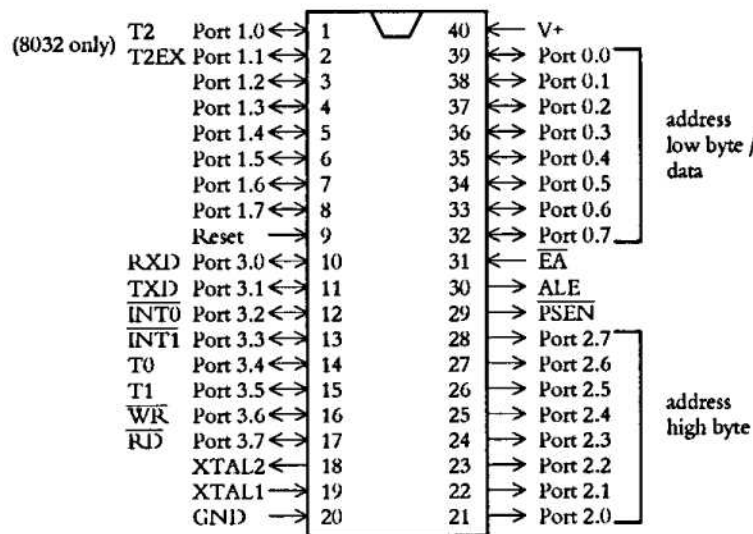 T2 Port 1.0 1 40 V+
(8032 only) T2EX Port 1.1 2 39 Port 0.0
Port 1.2 3 38 Port 0.1
Port 1.3 4 37 Port 0.2
Port 1.4 5 36 Port 0.3
Port 1.5 6 35 Port 0.4
Port 1.6 7 34 Port 0.5
Port 1.7 8 33 Port 0.6
Reset 9 32 Port 0.7
address
low byte /
data
RXD Port 3.0 10 31 EA
TXD Port 3.1 11 30 ALE
INT0 Port 3.2 12 29 PSEN
INT1 Port 3.3 13 28 Port 2.7
T0 Port 3.4 14 27 Port 2.6
T1 Port 3.5 15 26 Port 2.5
WR Port 3.6 16 25 Port 2.4
RD Port 3.7 17 24 Port 2.3
XTAL2 18 23 Port 2.2
XTAL1 19 22 Port 2.1
GND 20 21 Port 2.0
address
high byte